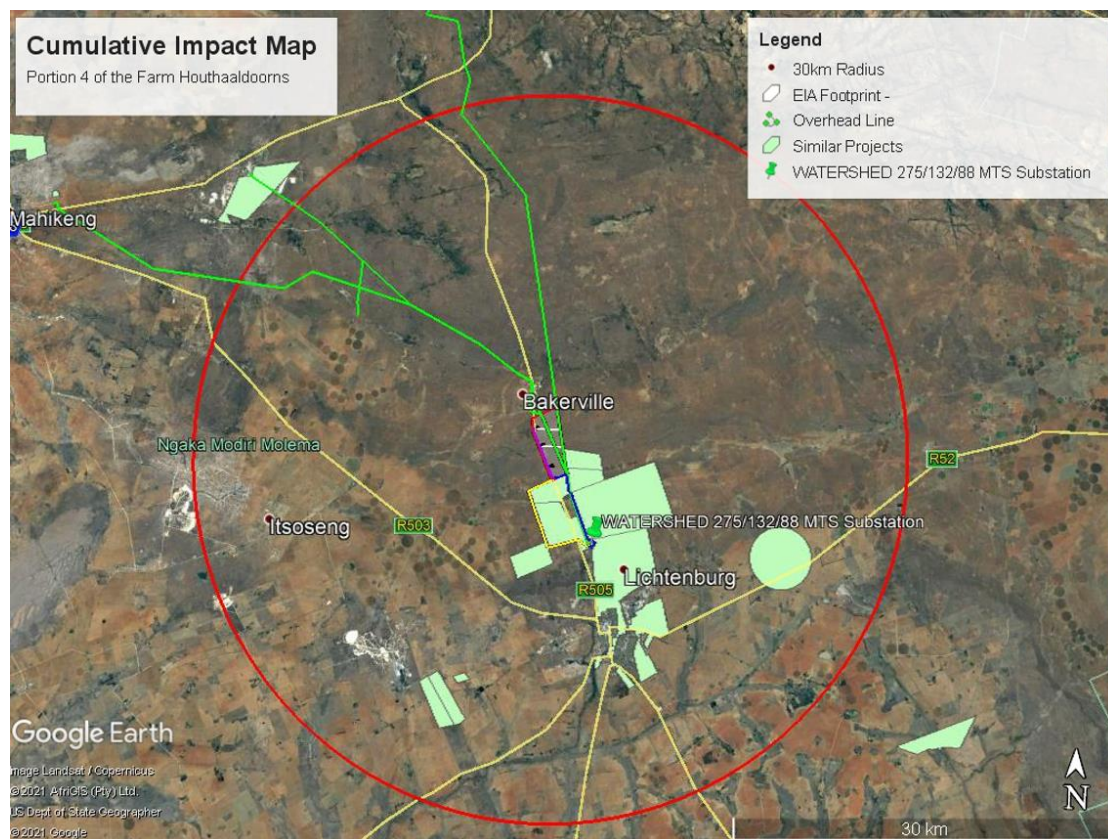 Cumulative Impact Map
Portion 4 of the Farm Houthaaldoorns
Legend
30km Radius
EIA Footprint -
Overhead Line
Similar Projects
WATERSHED 275/132/88 MTS Substation
Mahikeng
Bakerville
Ngaka Modiri Molema
R52
Itsoseng
R503
WATERSHED 275/132/88 MTS Substation
Lichtenburg
R505
Google Earth
mage Landsat / Copernicus
©2021 AfriGIS (Pty) Ltd.
US Dept of State Geographer
©2021 Google
N
30 km